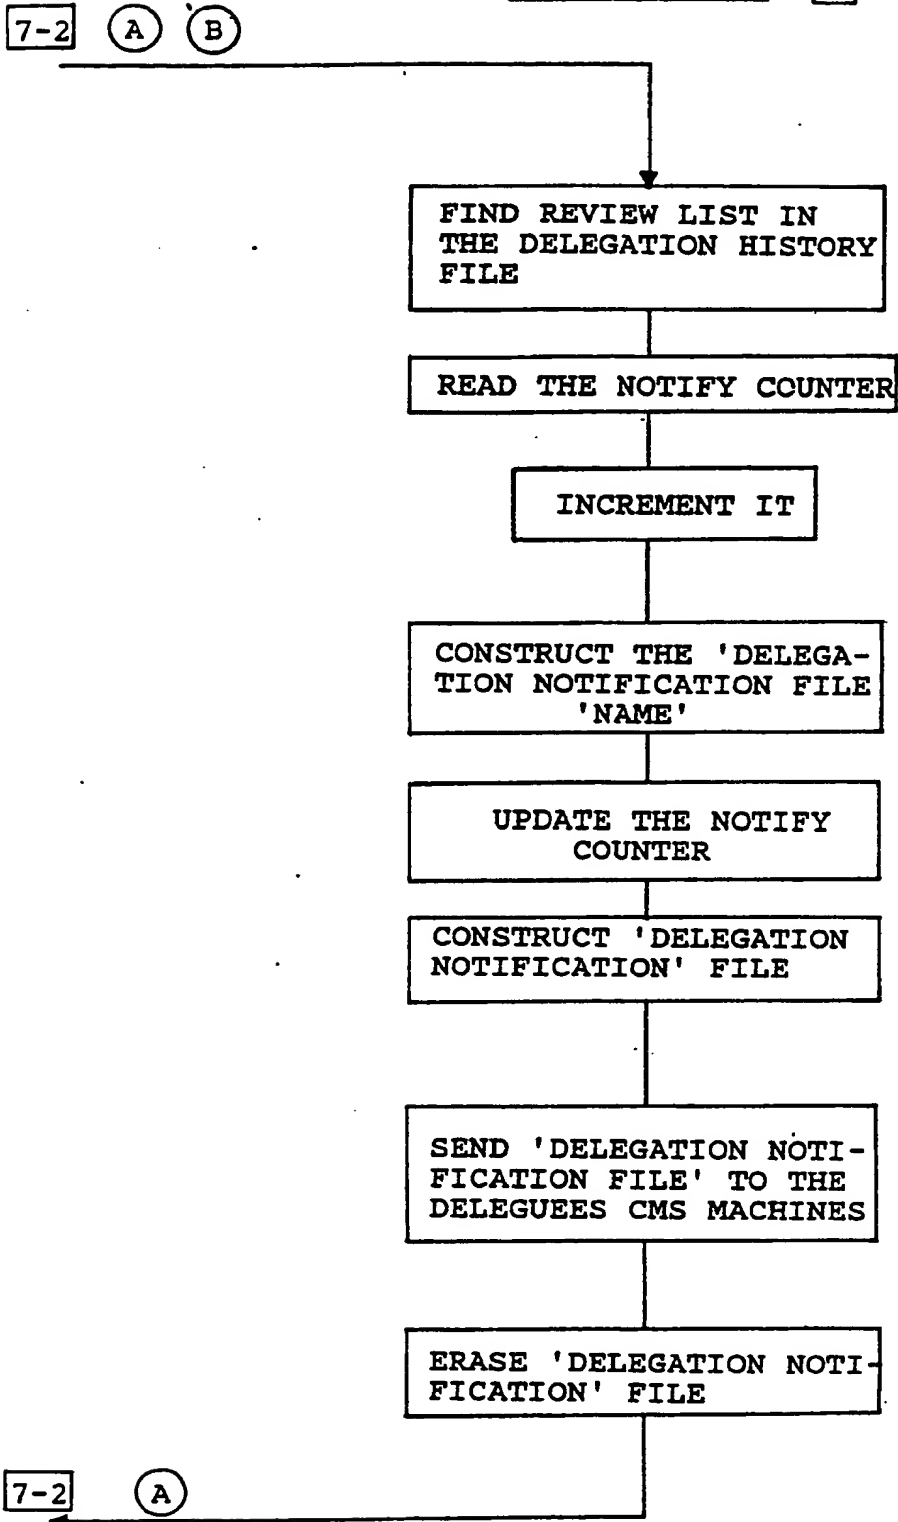 7-2 A B
FIND REVIEW LIST IN
THE DELEGATION HISTORY
FILE
READ THE NOTIFY COUNTER
INCREMENT IT
CONSTRUCT THE 'DELEGA-
TION NOTIFICATION FILE
'NAME'
UPDATE THE NOTIFY
COUNTER
CONSTRUCT 'DELEGATION
NOTIFICATION' FILE
SEND 'DELEGATION NOTI-
FICATION FILE' TO THE
DELEGUEES CMS MACHINES
ERASE 'DELEGATION NOTI-
FICATION' FILE
7-2 A